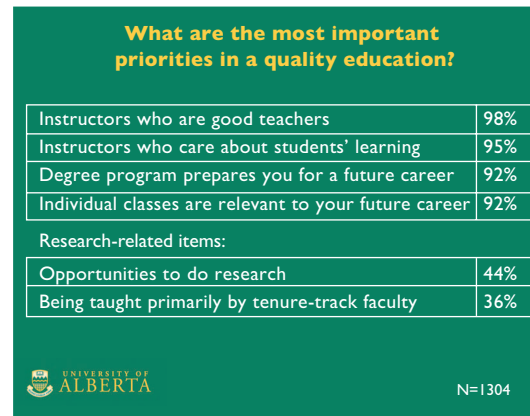 What are the most important
priorities in a quality education?
Instructors who are good teachers 98%
Instructors who care about students’ learning 95%
Degree program prepares you for a future career 92%
Individual classes are relevant to your future career 92%
Research-related items:
Opportunities to do research 44%
Being taught primarily by tenure-track faculty 36%
UNIVERSITY OF
ALBERTA
N=1304